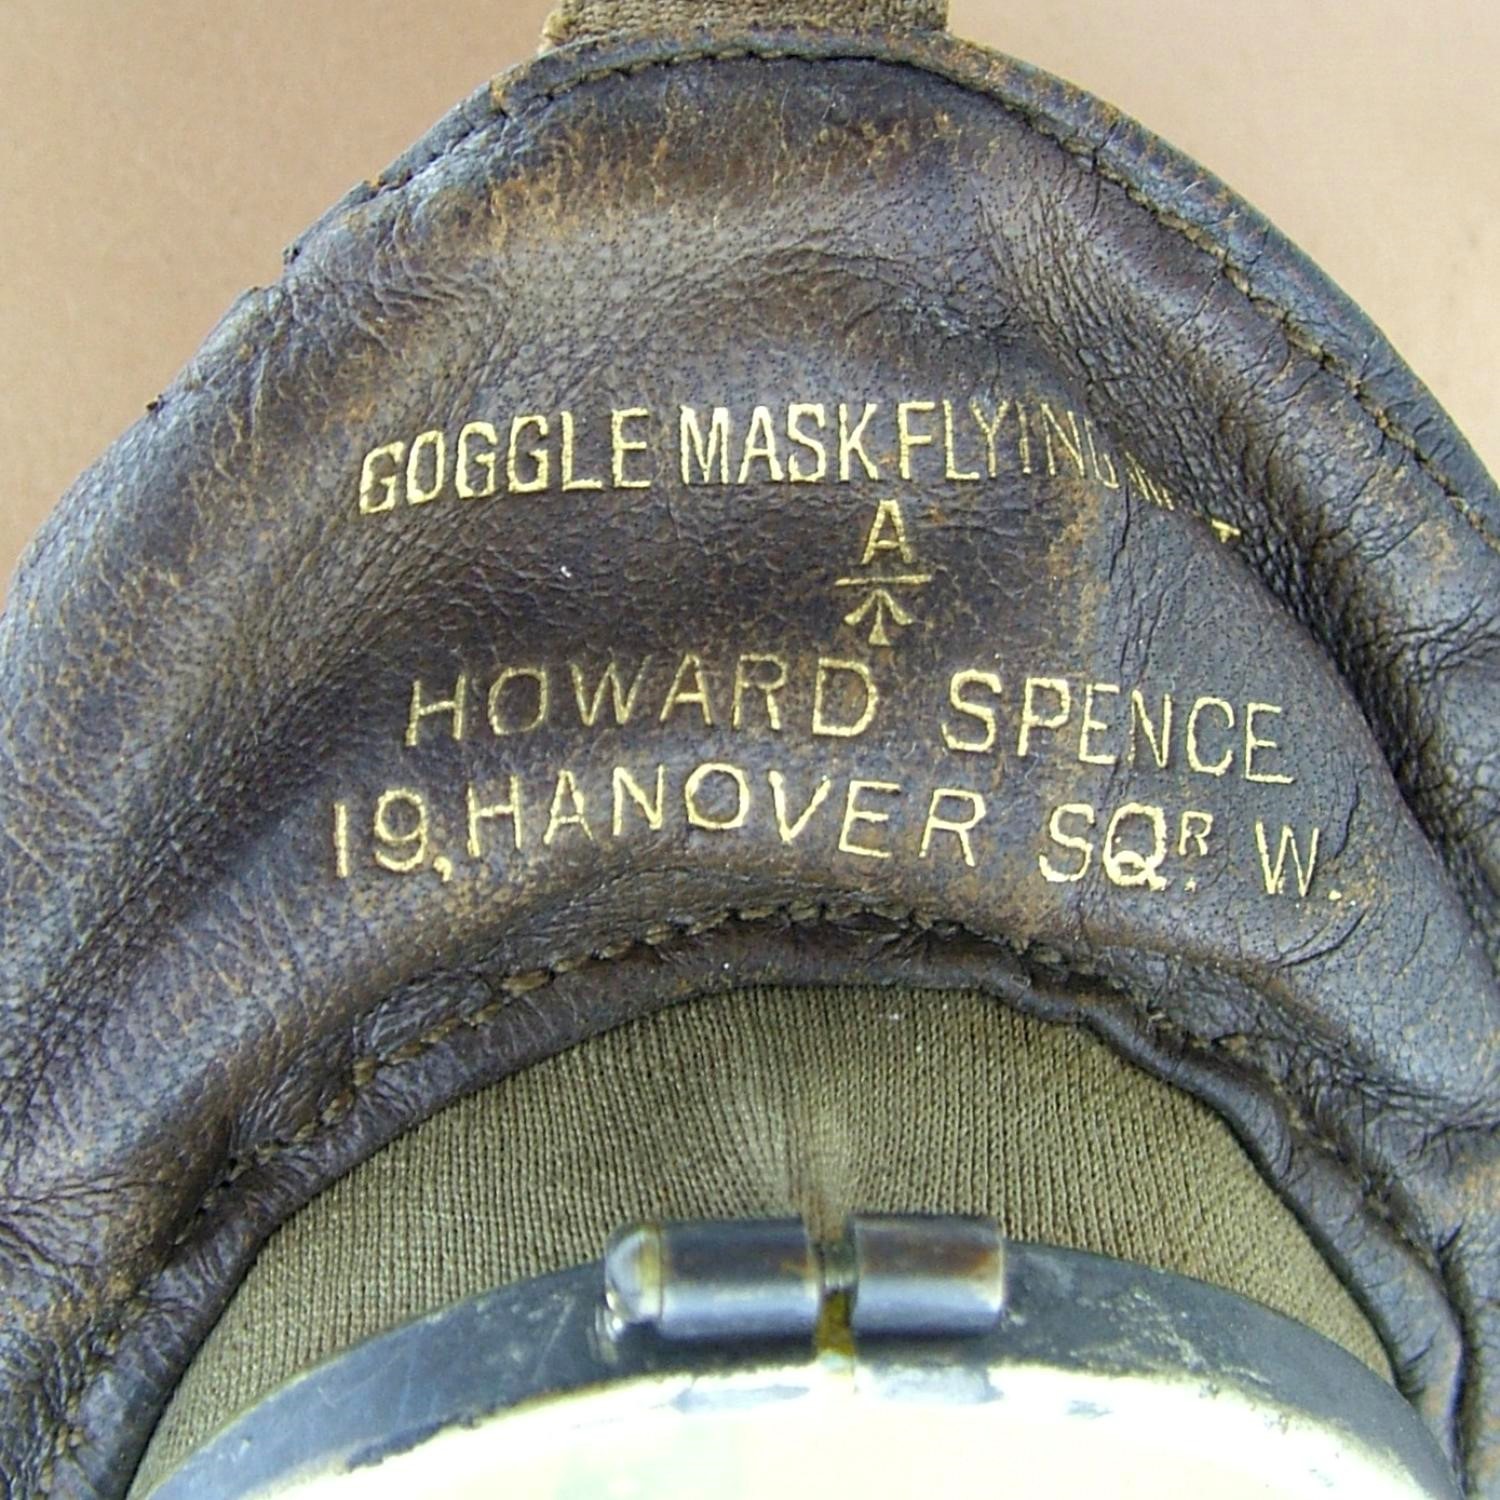 GOGGLE MASK FLYING
A
HOWARD SPENCE
19, HANOVER SQR. W.